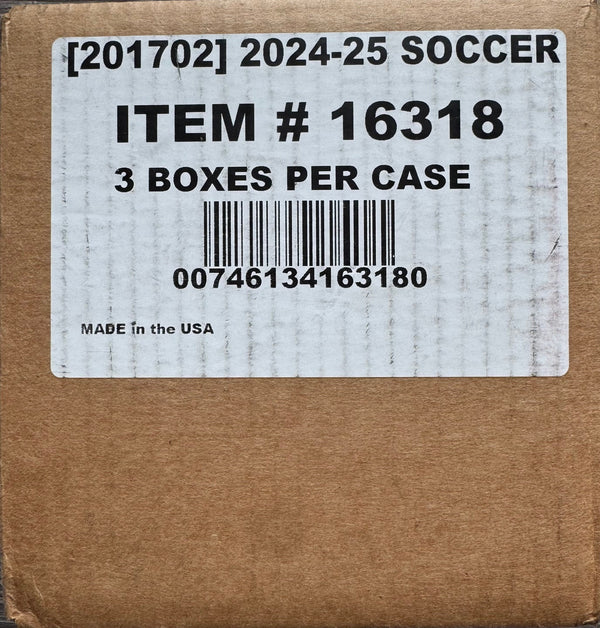 [201702] 2024-25 SOCCER
ITEM # 16318
3 BOXES PER CASE
00746134163180
MADE in the USA